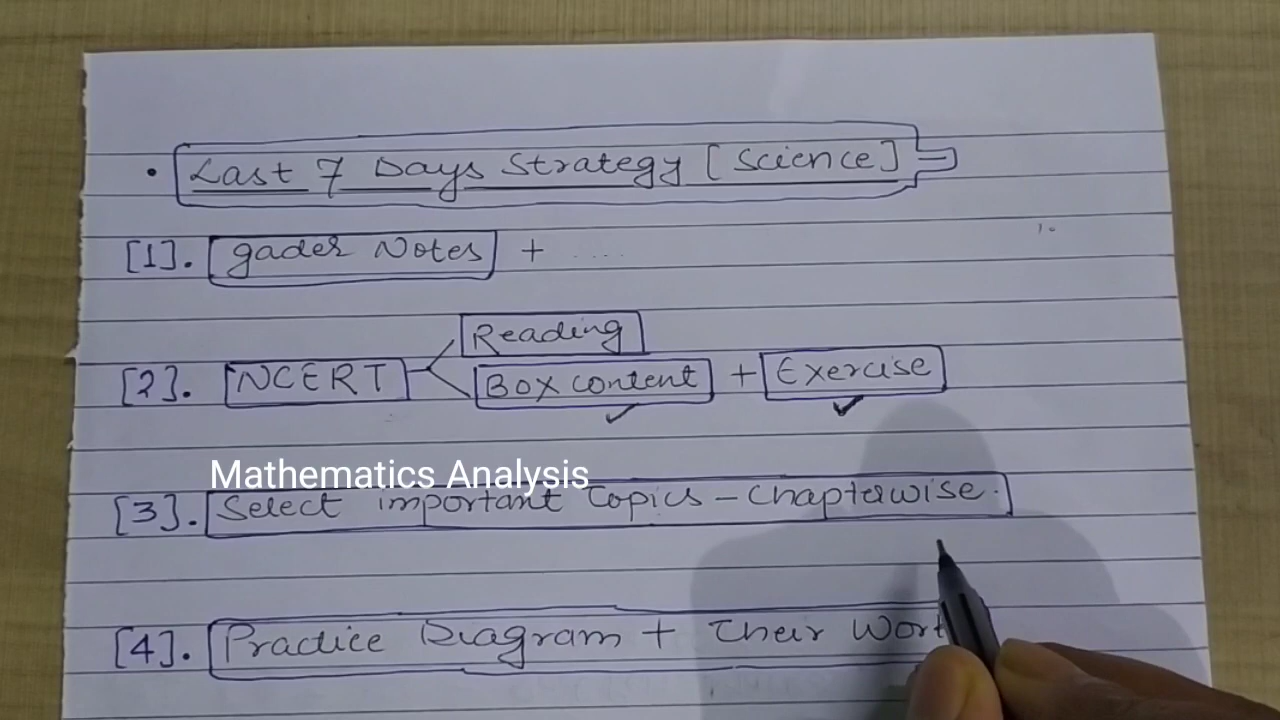 • Last 7 Days Strategy [Science]
[1]. gader Notes +
Reading
[2]. NCERT Box content + Exercise
Mathematics Analysis
[3]. Select important Topics - Chapterwise.
[4]. Practice Diagram + Their